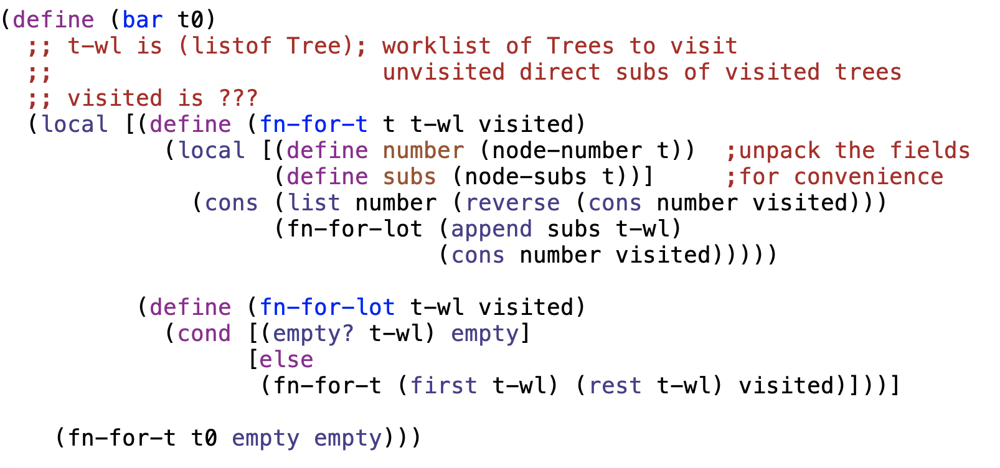 (define (bar t0)
  ;; t-wl is (listof Tree); worklist of Trees to visit
  ;;                        unvisited direct subs of visited trees
  ;; visited is ???
  (local [(define (fn-for-t t t-wl visited)
            (local [(define number (node-number t))  ;unpack the fields
                    (define subs (node-subs t))]     ;for convenience
              (cons (list number (reverse (cons number visited)))
                    (fn-for-lot (append subs t-wl)
                                (cons number visited)))))

          (define (fn-for-lot t-wl visited)
            (cond [(empty? t-wl) empty]
                  [else
                   (fn-for-t (first t-wl) (rest t-wl) visited)]))]

    (fn-for-t t0 empty empty)))